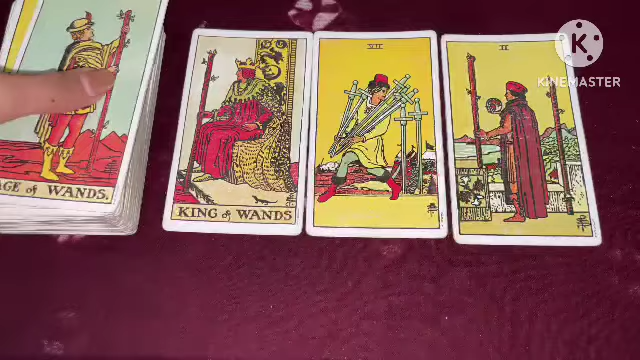 AGE of WANDS.
KING of WANDS
VII
II
K
KINEMASTER